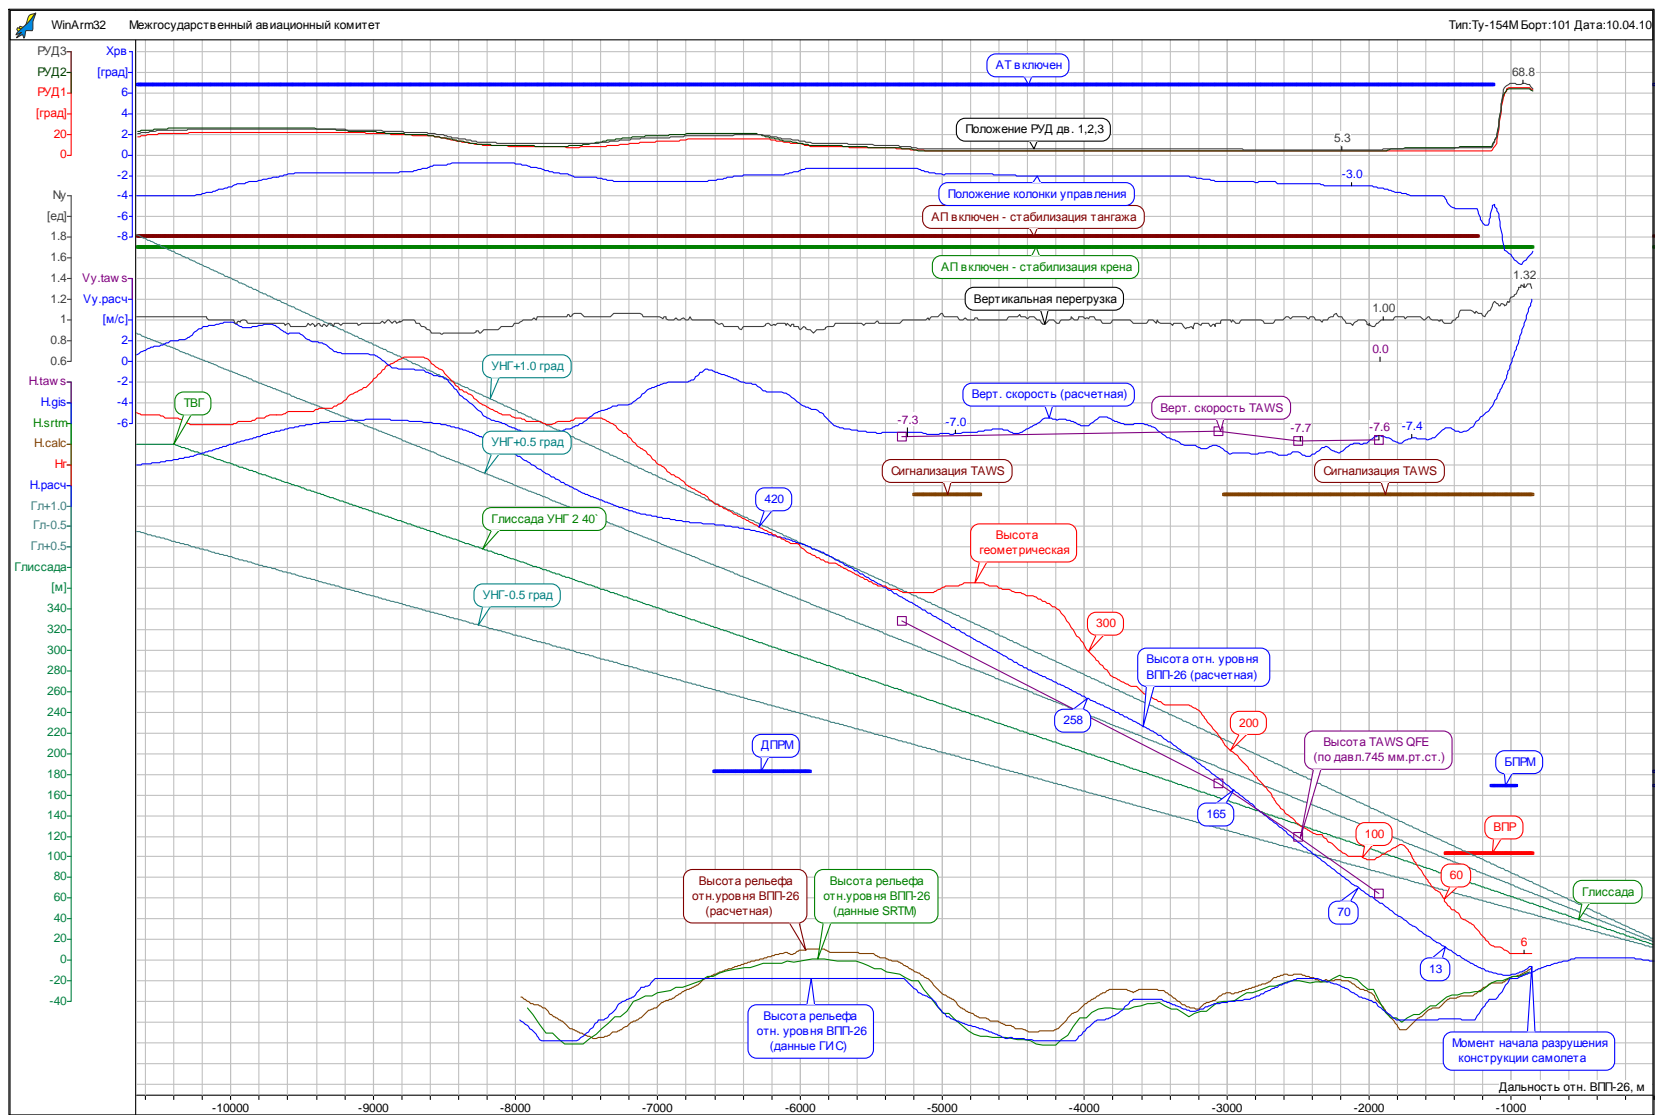 WinArm32 Межгосударственный авиационный комитет Тип:Ту-154М Борт:101 Дата:10.04.10
РУД3 Хрв
РУД2 [град]
РУД1 6
[град] 4
20 2
0 0
-2
Ny -4
[ед] -6
1.8 -8
1.6
Vy.taws 1.4
Vy.расч 1.2
[м/с] 1
2 0.8
0 0.6
H.taws -2
H.gis -4
H.srtm -6
H.calc
Hr
H.расч
Гл+1.0
Гл-0.5
Гл+0.5
Глиссада
[м]
340
320
300
280
260
240
220
200
180
160
140
120
100
80
60
40
20
0
-20
-40
АТ включен
68.8
Положение РУД дв. 1,2,3
5.3
-3.0
Положение колонки управления
АП включен - стабилизация тангажа
АП включен - стабилизация крена
1.32
Вертикальная перегрузка
1.00
0.0
УНГ+1.0 град
ТВГ
Верт. скорость (расчетная)
Верт. скорость TAWS
-7.3
-7.0
-7.7
-7.6
-7.4
УНГ+0.5 град
Сигнализация TAWS
Сигнализация TAWS
420
Глиссада УНГ 2 40`
Высота
геометрическая
УНГ-0.5 град
300
Высота отн. уровня
ВПП-26 (расчетная)
258
200
Высота TAWS QFE
(по давл.745 мм.рт.ст.)
ДПРМ
БПРМ
165
100
ВПР
60
Высота рельефа
отн.уровня ВПП-26
(расчетная)
Высота рельефа
отн.уровня ВПП-26
(данные SRTM)
Глиссада
70
6
13
Высота рельефа
отн. уровня ВПП-26
(данные ГИС)
Момент начала разрушения
конструкции самолета
Дальность отн. ВПП-26, м
-10000 -9000 -8000 -7000 -6000 -5000 -4000 -3000 -2000 -1000